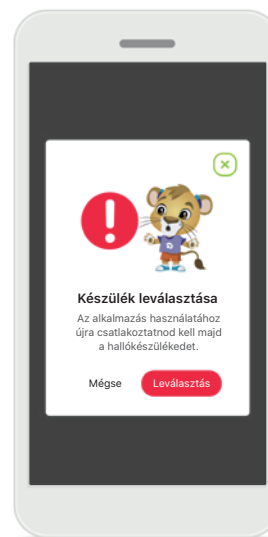 Készülék leválasztása
Az alkalmazás használatához
újra csatlakoztatnod kell majd
a hallókészülékedet.
Mégse Leválasztás